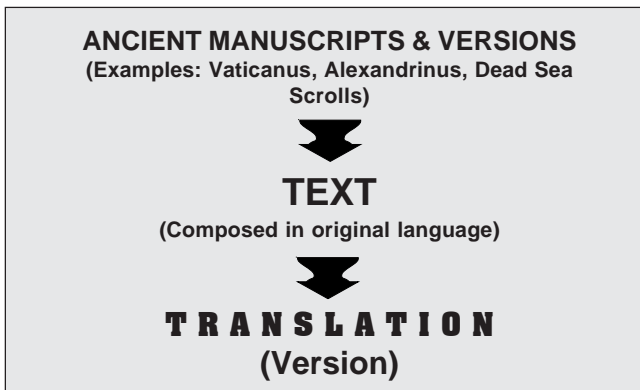 ANCIENT MANUSCRIPTS & VERSIONS
(Examples: Vaticanus, Alexandrinus, Dead Sea
Scrolls)
TEXT
(Composed in original language)
TRANSLATION
(Version)